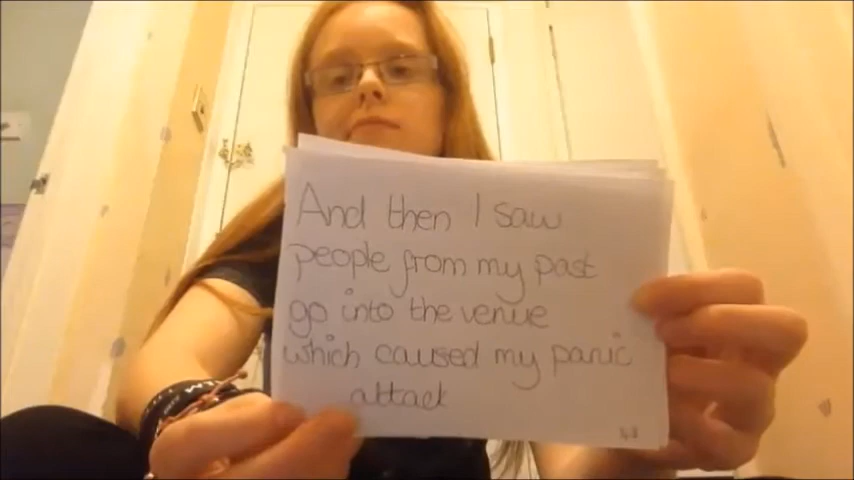 And then I saw
people from my past
go into the venue
which caused my panic
attack